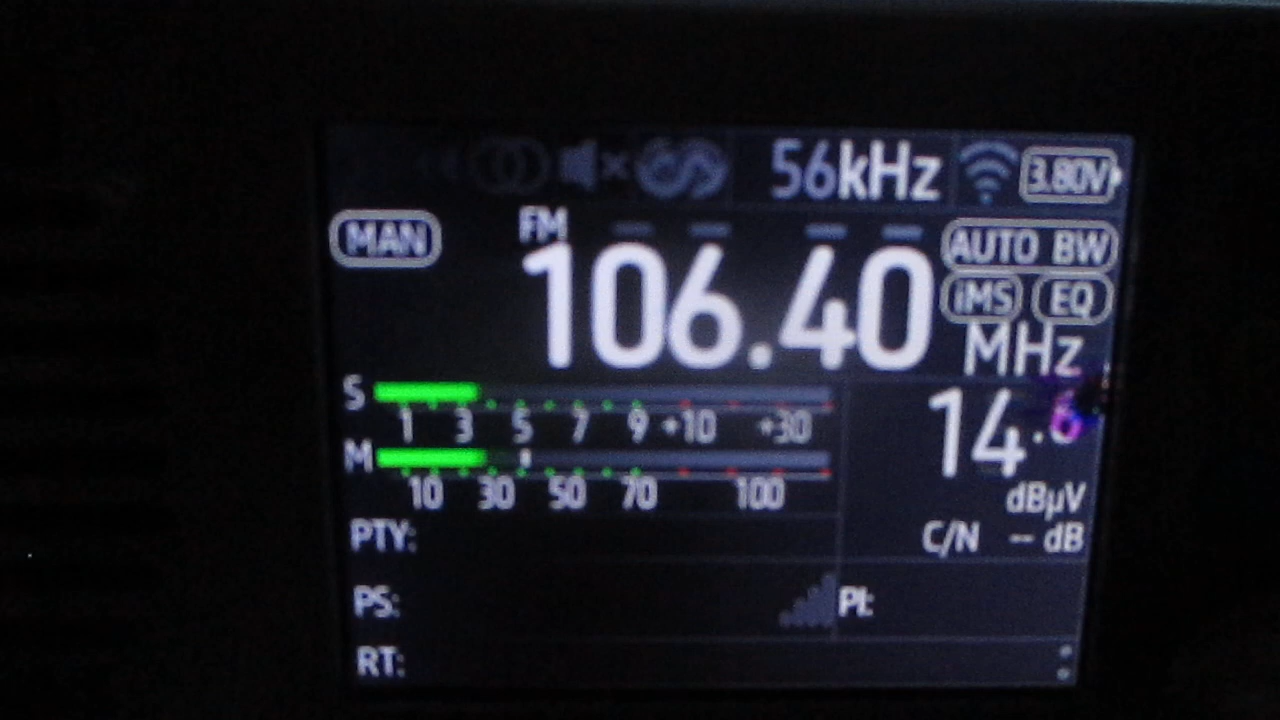 56kHz 3.80V
MAN FM AUTO BW
106.40 iMS EQ
MHz
S
1 3 5 7 9 +10 +30
14.6
M
10 30 50 70 100
dBµV
PTY: C/N -- dB
PS: PI:
RT: